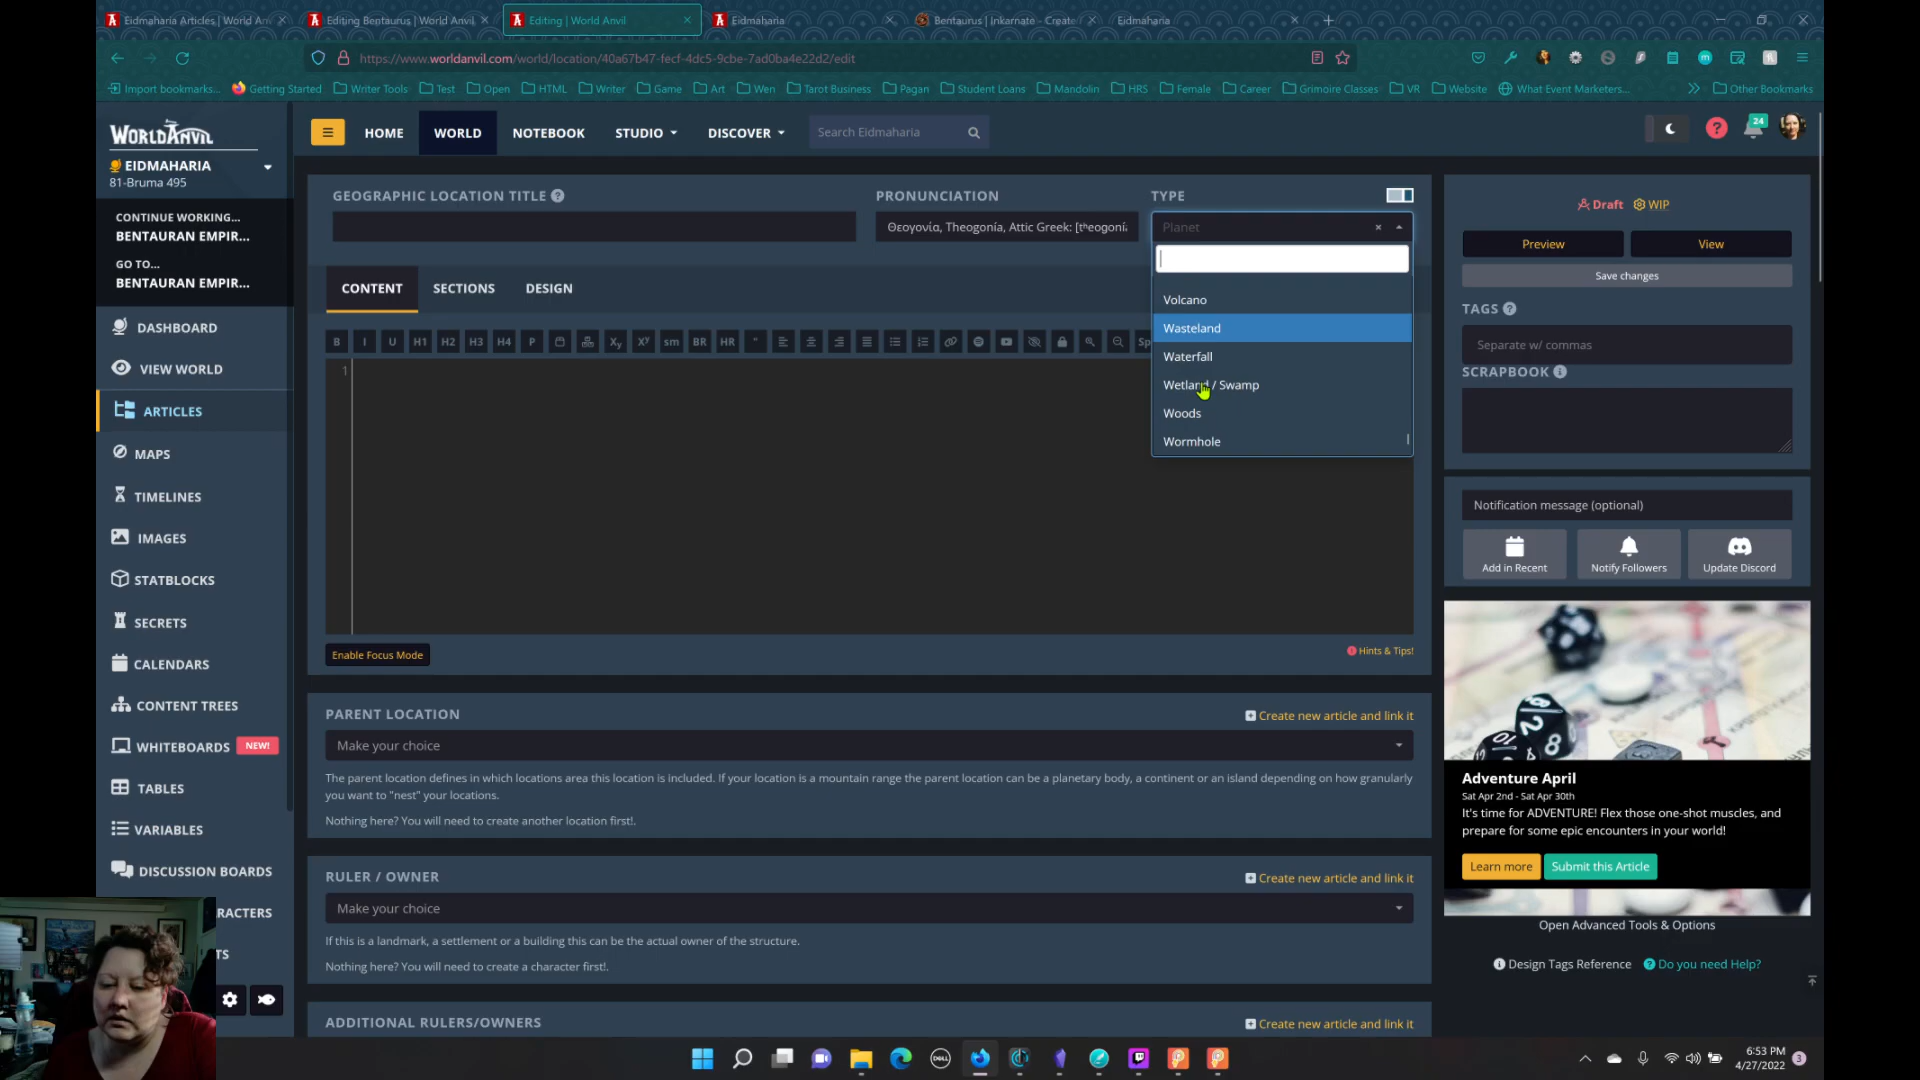 Eidmaharia Articles | World An
Editing Bentaurus | World Anvil
Editing | World Anvil
Eidmaharia
Bentaurus | Inkarnate - Create
Eidmaharia
https://www.worldanvil.com/world/location/40a67b47-fecf-4dc5-9cbe-7ad0ba4e22d2/edit
Import bookmarks...
Getting Started
Writer Tools
Test
Open
HTML
Writer
Game
Art
Wen
Tarot Business
Pagan
Student Loans
Mandolin
HRS
Female
Career
Grimoire Classes
VR
Website
What Event Marketers...
Other Bookmarks
WORLDANVIL
EIDMAHARIA
81-Bruma 495
HOME
WORLD
NOTEBOOK
STUDIO
DISCOVER
Search Eidmaharia
24
CONTINUE WORKING...
BENTAURAN EMPIR...
GO TO...
BENTAURAN EMPIR...
DASHBOARD
VIEW WORLD
ARTICLES
MAPS
TIMELINES
IMAGES
STATBLOCKS
SECRETS
CALENDARS
CONTENT TREES
WHITEBOARDS NEW!
TABLES
VARIABLES
DISCUSSION BOARDS
RACTERS
TS
GEOGRAPHIC LOCATION TITLE
PRONUNCIATION
Θεογονία, Theogonía, Attic Greek: [tʰeoɡoní
TYPE
Planet
Volcano
Wasteland
Waterfall
Wetland / Swamp
Woods
Wormhole
CONTENT
SECTIONS
DESIGN
B I U H1 H2 H3 H4 P Xy Xy sm BR HR " Sp
1
Enable Focus Mode
Hints & Tips!
PARENT LOCATION
Create new article and link it
Make your choice
The parent location defines in which locations area this location is included. If your location is a mountain range the parent location can be a planetary body, a continent or an island depending on how granularly
you want to "nest" your locations.
Nothing here? You will need to create another location first!.
RULER / OWNER
Create new article and link it
Make your choice
If this is a landmark, a settlement or a building this can be the actual owner of the structure.
Nothing here? You will need to create a character first!.
ADDITIONAL RULERS/OWNERS
Create new article and link it
Draft WIP
Preview
View
Save changes
TAGS
Separate w/ commas
SCRAPBOOK
Notification message (optional)
Add in Recent
Notify Followers
Update Discord
Adventure April
Sat Apr 2nd - Sat Apr 30th
It's time for ADVENTURE! Flex those one-shot muscles, and
prepare for some epic encounters in your world!
Learn more
Submit this Article
Open Advanced Tools & Options
Design Tags Reference
Do you need Help?
DELL
6:53 PM
4/27/2022
3